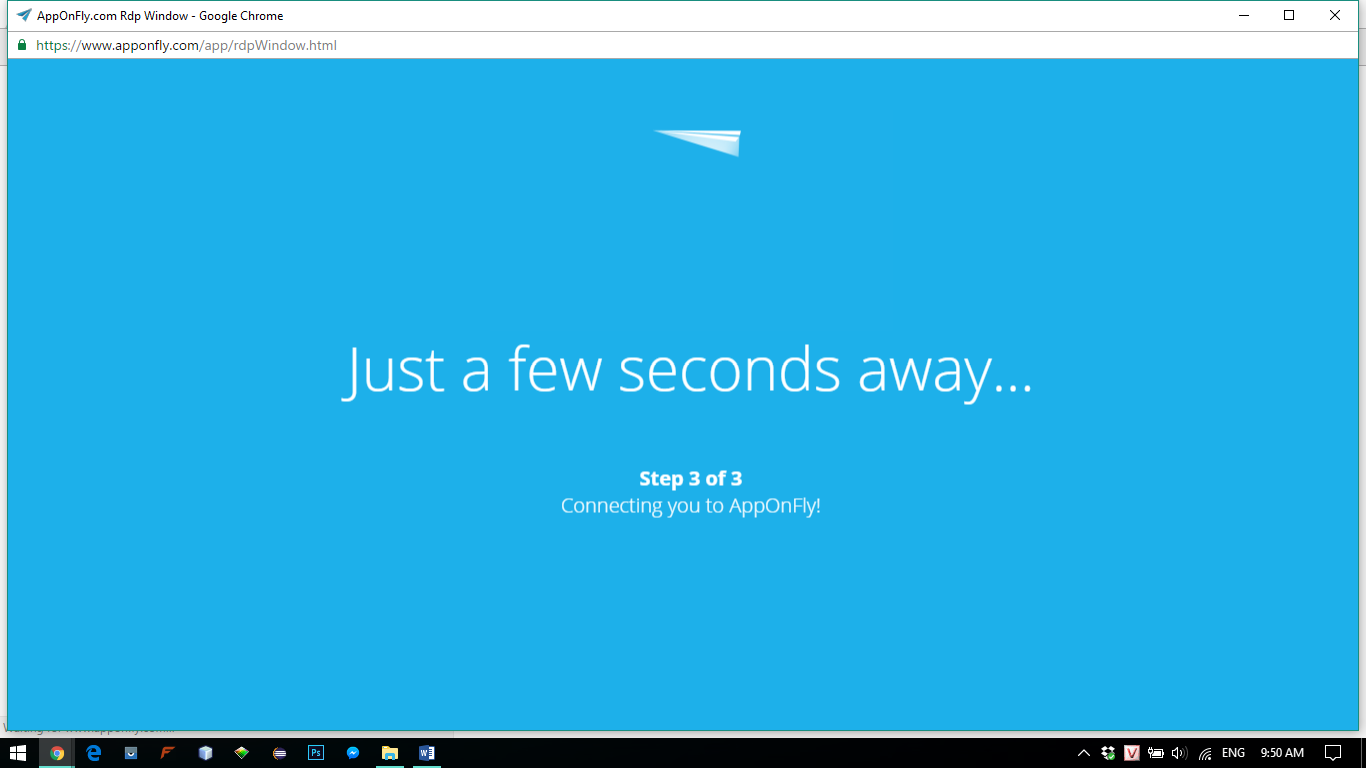 AppOnFly.com Rdp Window - Google Chrome
https://www.apponfly.com/app/rdpWindow.html
Just a few seconds away...
Step 3 of 3
Connecting you to AppOnFly!
Ps
V
ENG
9:50 AM